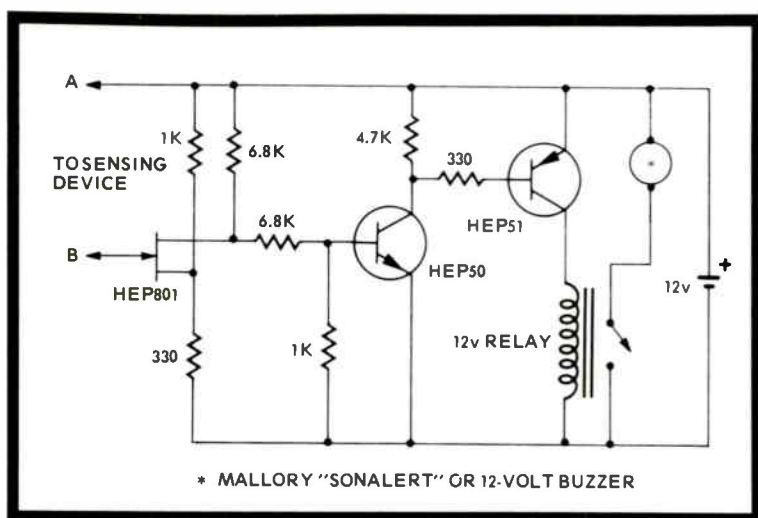 A
1K
6.8K
4.7K
330
TO SENSING
DEVICE
*
6.8K
HEP51
B
HEP50
+
12v
HEP801
12v RELAY
330
1K
* MALLORY "SONALERT" OR 12-VOLT BUZZER